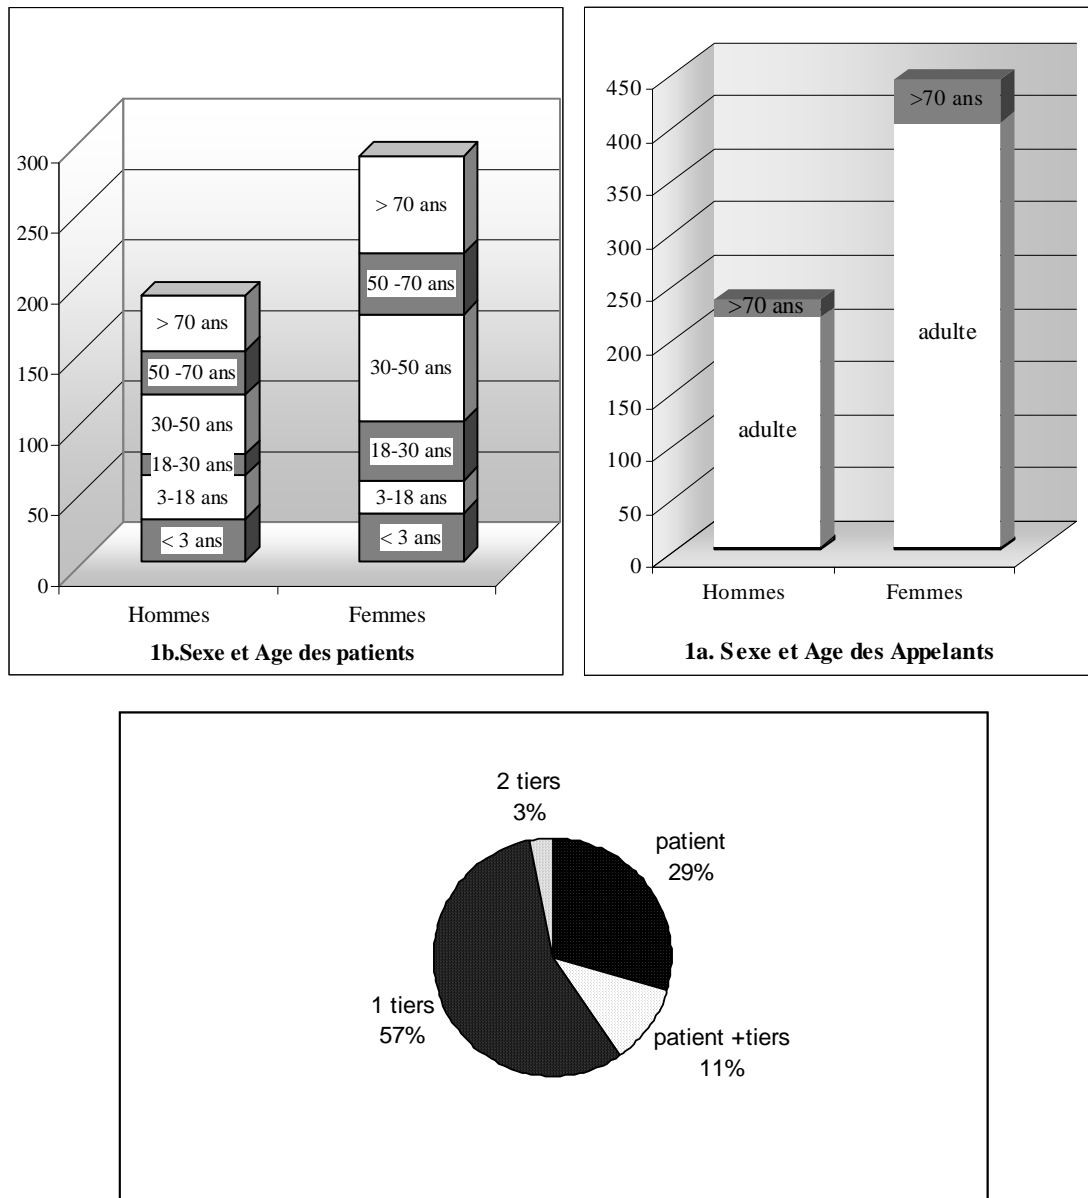 300
250
200
150
100
50
0
> 70 ans
50 -70 ans
30-50 ans
18-30 ans
3-18 ans
< 3 ans
> 70 ans
50 -70 ans
30-50 ans
18-30 ans
3-18 ans
< 3 ans
Hommes
Femmes
1b.Sexe et Age des patients
450
400
350
300
250
200
150
100
50
0
>70 ans
adulte
>70 ans
adulte
Hommes
Femmes
1a. Sexe et Age des Appelants
2 tiers
3%
patient
29%
1 tiers
57%
patient +tiers
11%